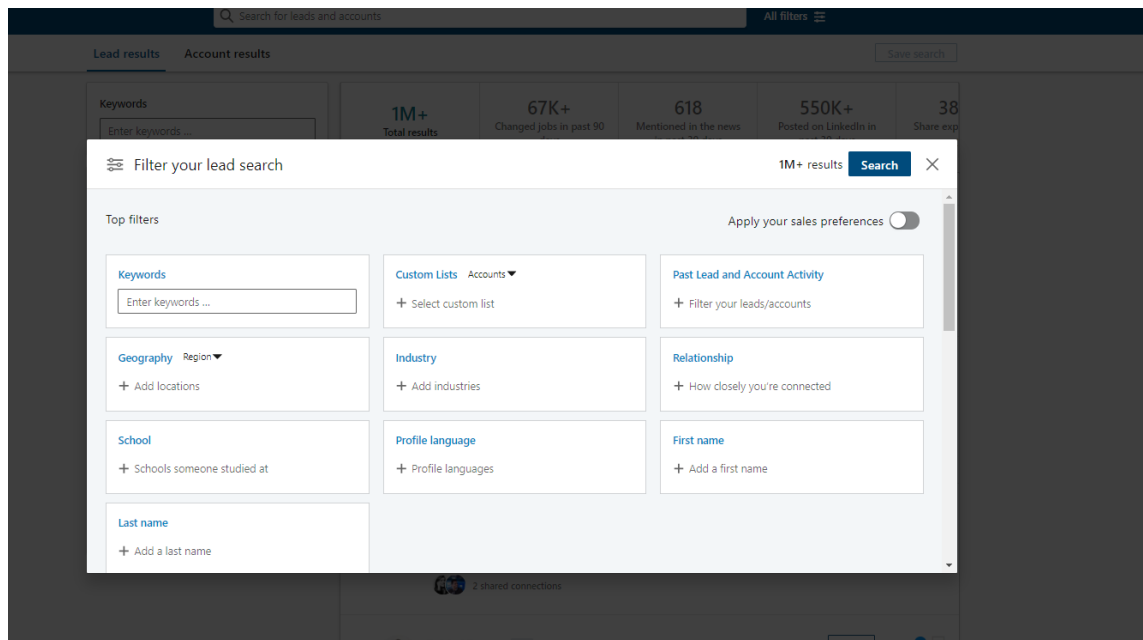 Search for leads and accounts
All filters
Lead results Account results
Save search
Keywords
Enter keywords ...
1M+
Total results
67K+
Changed jobs in past 90
618
Mentioned in the news
550K+
Posted on LinkedIn in
38
Share exp
Filter your lead search
1M+ results Search
Top filters
Apply your sales preferences
Keywords
Enter keywords ...
Custom Lists Accounts
+ Select custom list
Past Lead and Account Activity
+ Filter your leads/accounts
Geography Region
+ Add locations
Industry
+ Add industries
Relationship
+ How closely you're connected
School
+ Schools someone studied at
Profile language
+ Profile languages
First name
+ Add a first name
Last name
+ Add a last name
2 shared connections